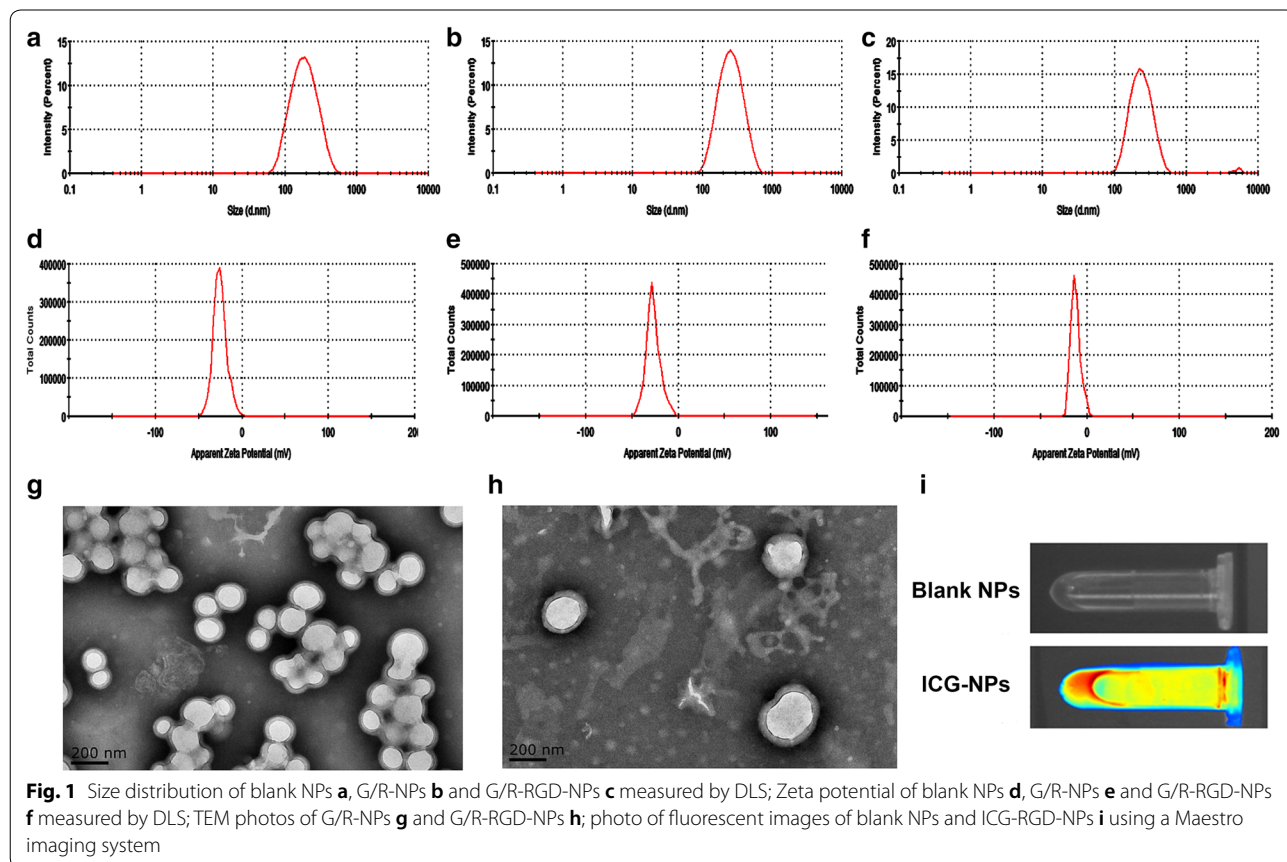 a
15
10
5
0
Intensity (Percent)
0.1 1 10 100 1000 10000
Size (d.nm)
b
15
10
5
0
Intensity (Percent)
0.1 1 10 100 1000 10000
Size (d.nm)
c
20
15
10
5
0
Intensity (Percent)
0.1 1 10 100 1000 10000
Size (d.nm)
d
400000
300000
200000
100000
0
Total Counts
-100 0 100 20
Apparent Zeta Potential (mV)
e
500000
400000
300000
200000
100000
0
Total Counts
-100 0 100
Apparent Zeta Potential (mV)
f
500000
400000
300000
200000
100000
0
Total Counts
-100 0 100 200
Apparent Zeta Potential (mV)
g
200 nm
h
200 nm
i
Blank NPs
ICG-NPs
Fig. 1 Size distribution of blank NPs a, G/R-NPs b and G/R-RGD-NPs c measured by DLS; Zeta potential of blank NPs d, G/R-NPs e and G/R-RGD-NPs
f measured by DLS; TEM photos of G/R-NPs g and G/R-RGD-NPs h; photo of fluorescent images of blank NPs and ICG-RGD-NPs i using a Maestro
imaging system